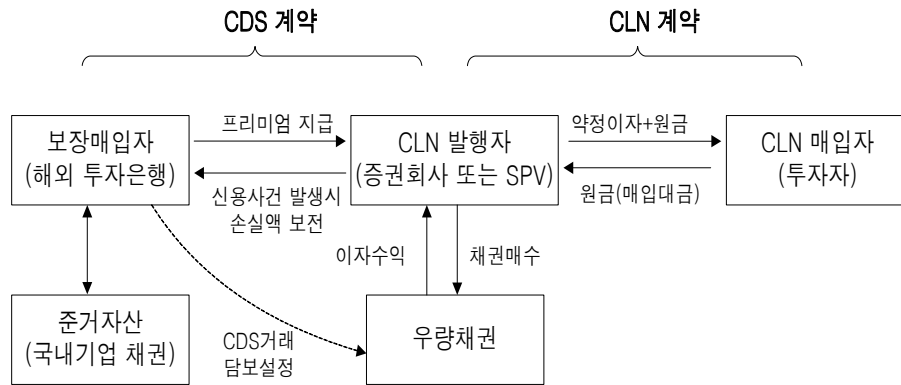 CDS 계약
CLN 계약
보장매입자
(해외 투자은행)
프리미엄 지급
신용사건 발생시
손실액 보전
CLN 발행자
(증권회사 또는 SPV)
약정이자+원금
원금(매입대금)
CLN 매입자
(투자자)
이자수익
채권매수
준거자산
(국내기업 채권)
CDS거래
담보설정
우량채권